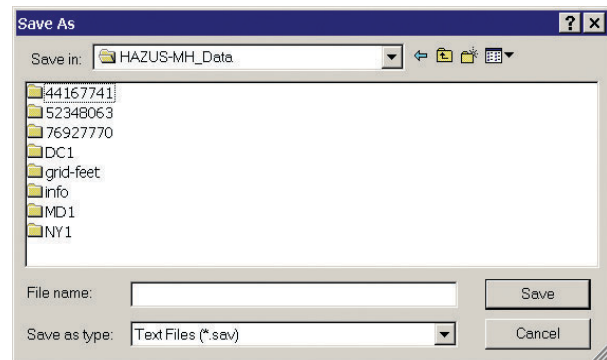 Save As
Save in: HAZUS-MH_Data
44167741
52348063
76927770
DC1
grid-feet
info
MD1
NY1
File name:
Save
Save as type: Text Files (*.sav)
Cancel